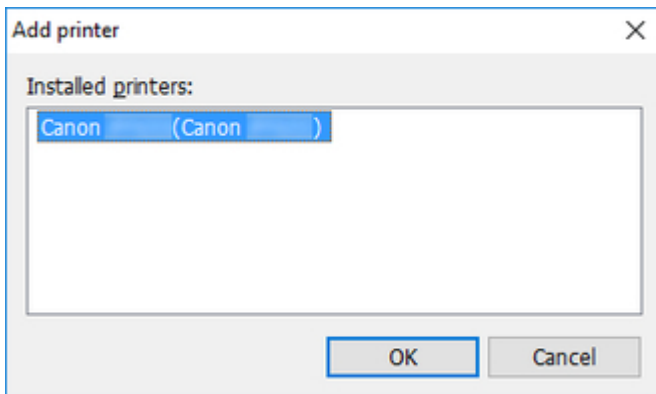 Add printer
Installed printers:
Canon (Canon )
OK
Cancel